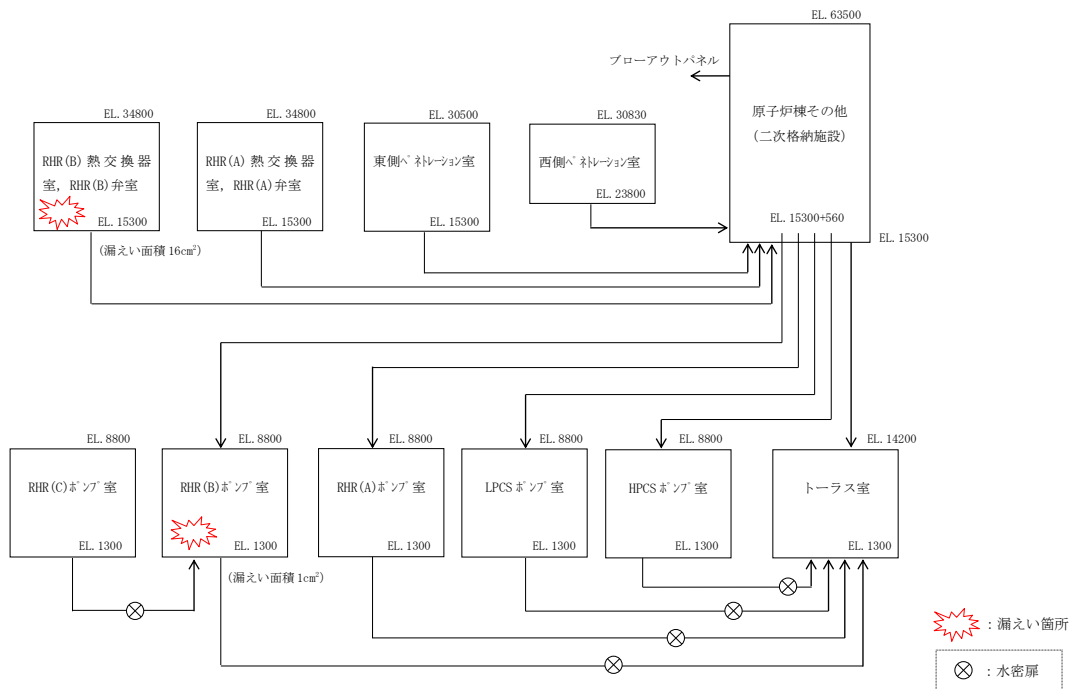 EL. 63500
ブローアウトパネル
原子炉棟その他
(二次格納施設)
EL. 15300+560
EL. 15300
EL. 34800
RHR(B) 熱交換器
室, RHR(B) 弁室
EL. 15300
(漏えい面積 16cm²)
EL. 34800
RHR(A) 熱交換器
室, RHR(A) 弁室
EL. 15300
EL. 30500
東側ペネトレーション室
EL. 15300
EL. 30830
西側ペネトレーション室
EL. 23800
EL. 8800
RHR(C)ポンプ室
EL. 1300
EL. 8800
RHR(B)ポンプ室
EL. 1300
(漏えい面積 1cm²)
EL. 8800
RHR(A)ポンプ室
EL. 1300
EL. 8800
LPCSポンプ室
EL. 1300
EL. 8800
HPCSポンプ室
EL. 1300
EL. 14200
トーラス室
EL. 1300
：漏えい箇所
：水密扉